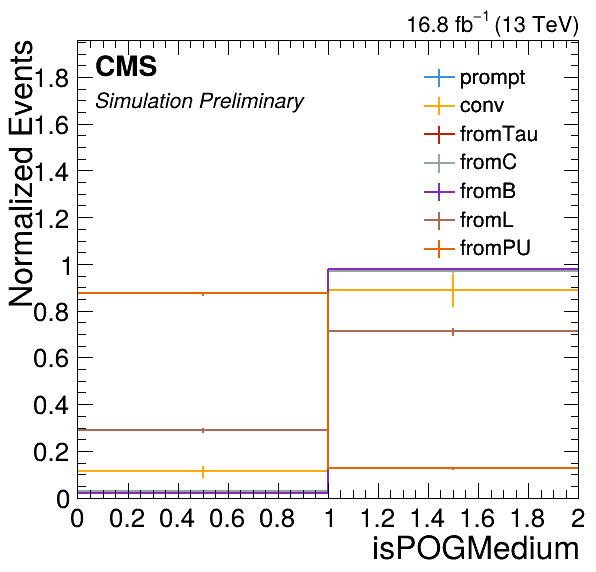 16.8 fb⁻¹ (13 TeV)
CMS
Simulation Preliminary
prompt
conv
fromTau
fromC
fromB
fromL
fromPU
Normalized Events
1.8
1.6
1.4
1.2
1
0.8
0.6
0.4
0.2
0
0 0.2 0.4 0.6 0.8 1 1.2 1.4 1.6 1.8 2
isPOGMedium